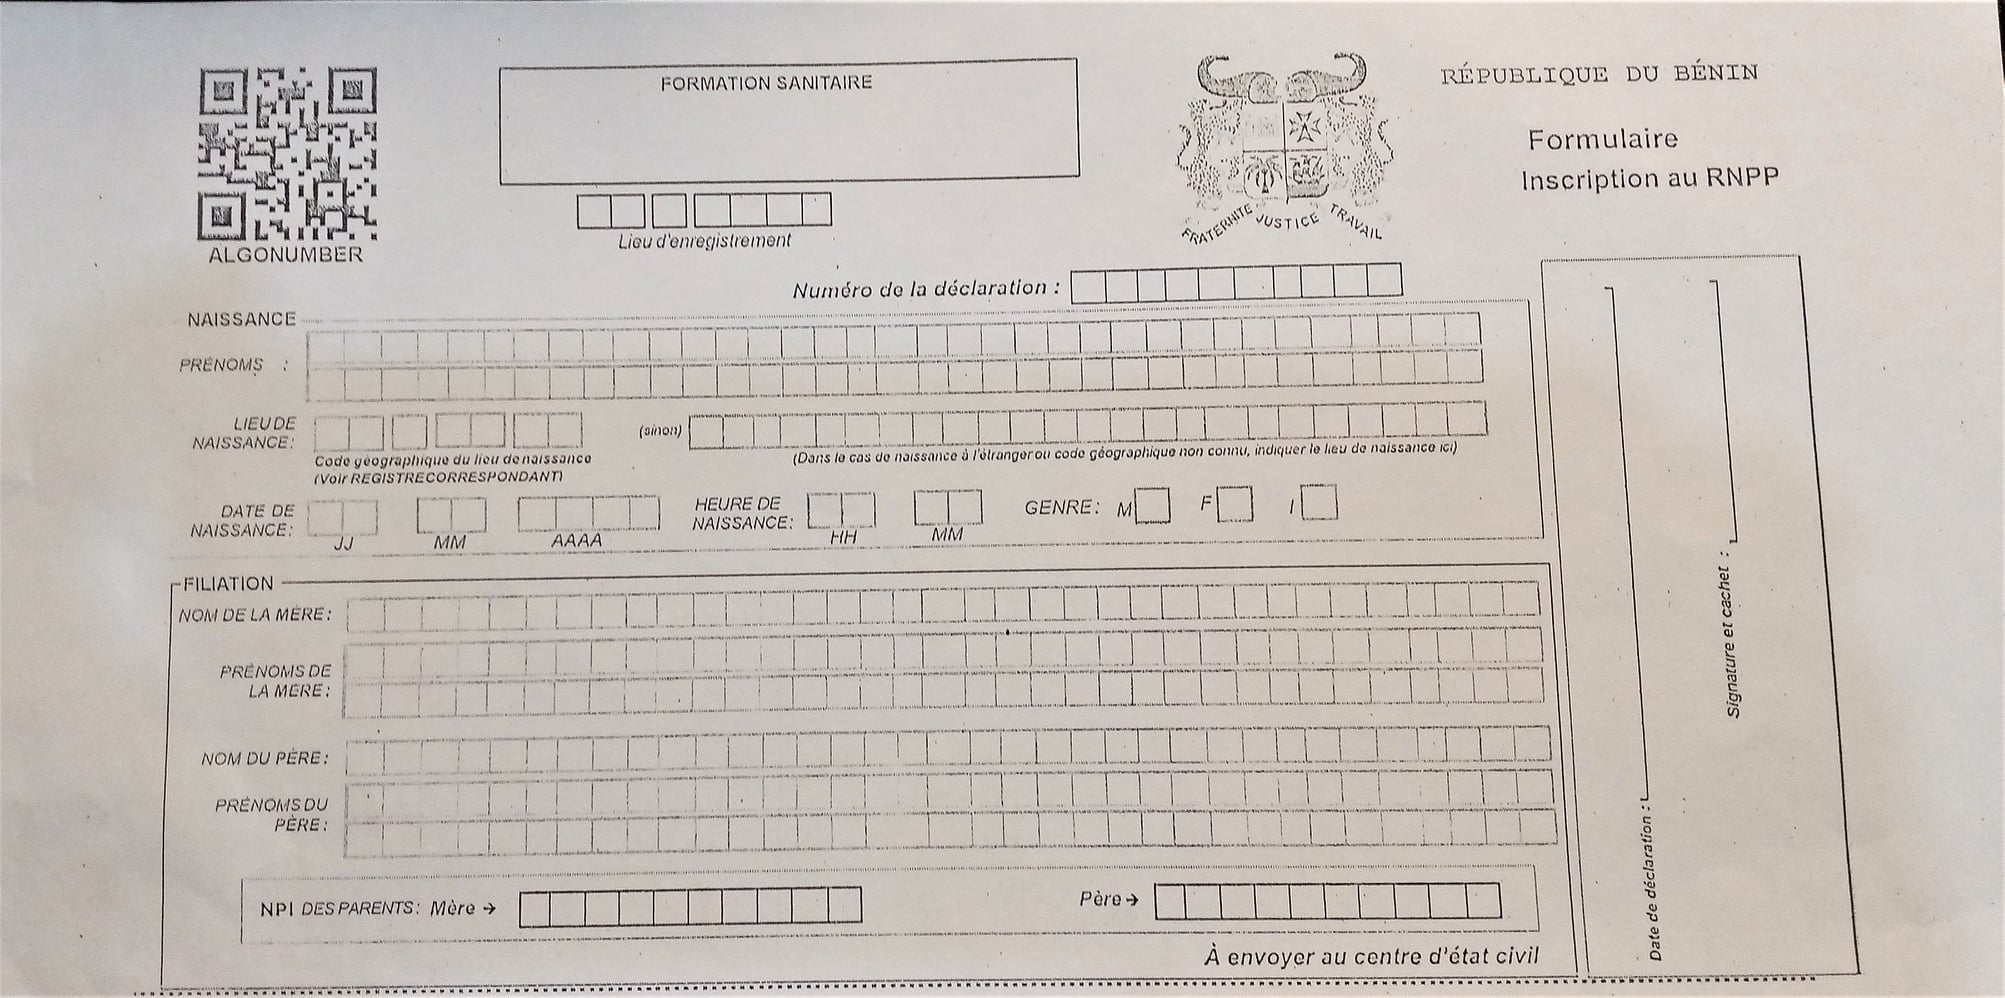 FORMATION SANITAIRE
RÉPUBLIQUE DU BÉNIN
Formulaire
Inscription au RNPP
FRATERNITE JUSTICE TRAVAIL
ALGONUMBER
Lieu d'enregistrement
Numéro de la déclaration :
NAISSANCE
PRÉNOMS :
LIEU DE
NAISSANCE:
(sinon)
Code géographique du lieu de naissance
(Voir REGISTRE CORRESPONDANT)
(Dans le cas de naissance à l'étranger ou code géographique non connu, indiquer le lieu de naissance ici)
DATE DE
NAISSANCE:
JJ MM AAAA
HEURE DE
NAISSANCE:
HH MM
GENRE: M F I
FILIATION
NOM DE LA MÈRE:
PRÉNOMS DE
LA MÈRE:
NOM DU PÈRE:
PRÉNOMS DU
PÈRE:
NPI DES PARENTS: Mère → Père →
À envoyer au centre d'état civil
Date de déclaration :
Signature et cachet :